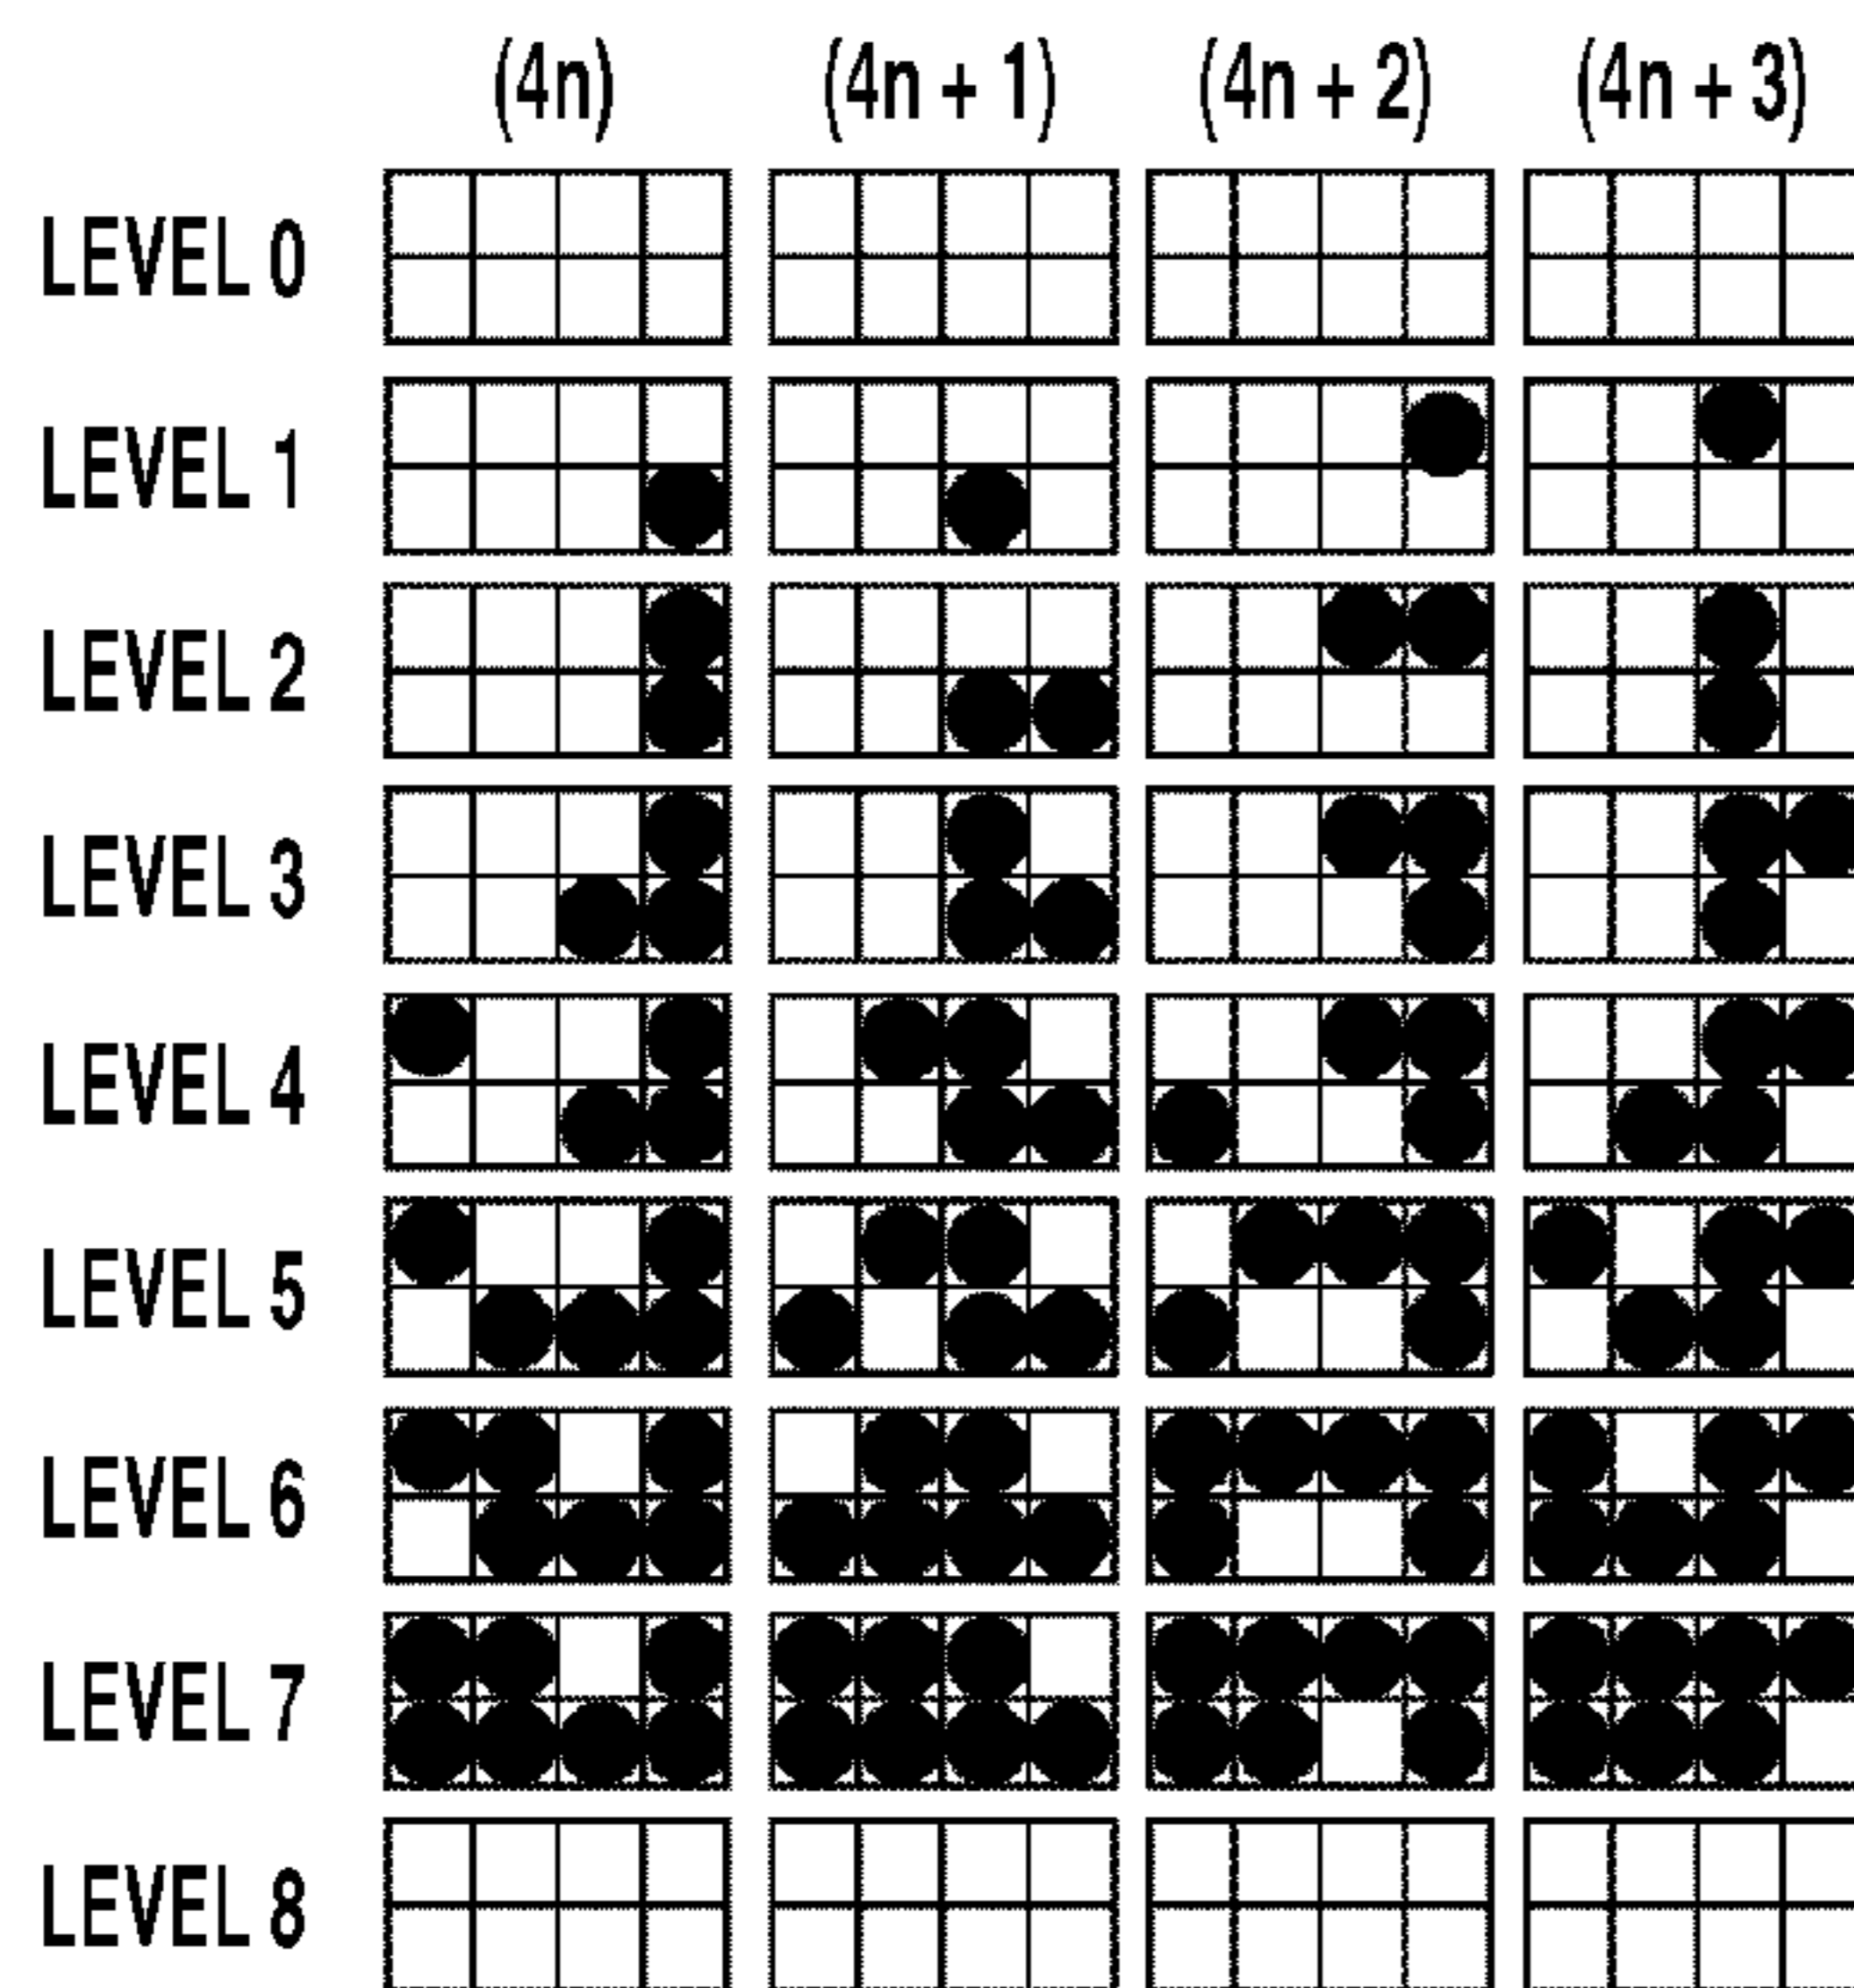 (4n) (4n + 1) (4n + 2) (4n + 3)
LEVEL 0
LEVEL 1
LEVEL 2
LEVEL 3
LEVEL 4
LEVEL 5
LEVEL 6
LEVEL 7
LEVEL 8